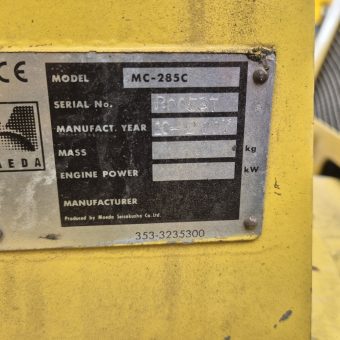 CE
MODEL MC-285C
SERIAL No.
MANUFACT. YEAR
MASS kg
ENGINE POWER kW
MANUFACTURER
Produced by Maeda Seisakusho Co. Ltd.
353-3235300